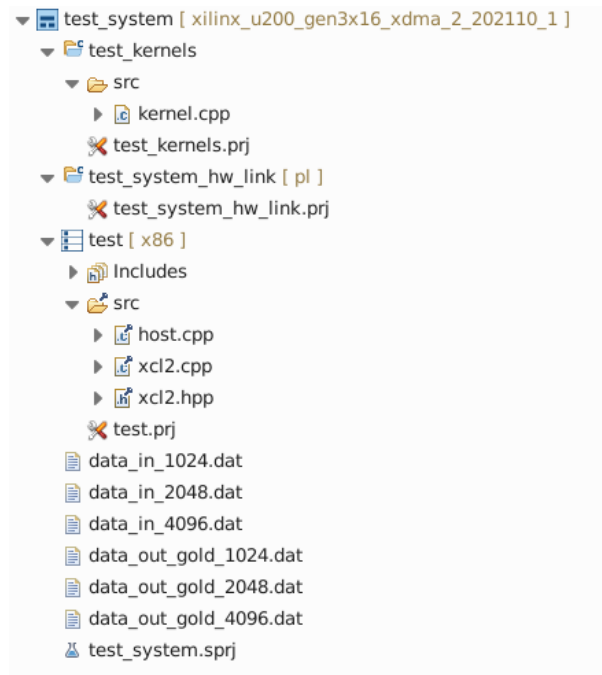 test_system [ xilinx_u200_gen3x16_xdma_2_202110_1 ]
test_kernels
src
kernel.cpp
test_kernels.prj
test_system_hw_link [ pl ]
test_system_hw_link.prj
test [ x86 ]
Includes
src
host.cpp
xcl2.cpp
xcl2.hpp
test.prj
data_in_1024.dat
data_in_2048.dat
data_in_4096.dat
data_out_gold_1024.dat
data_out_gold_2048.dat
data_out_gold_4096.dat
test_system.sprj